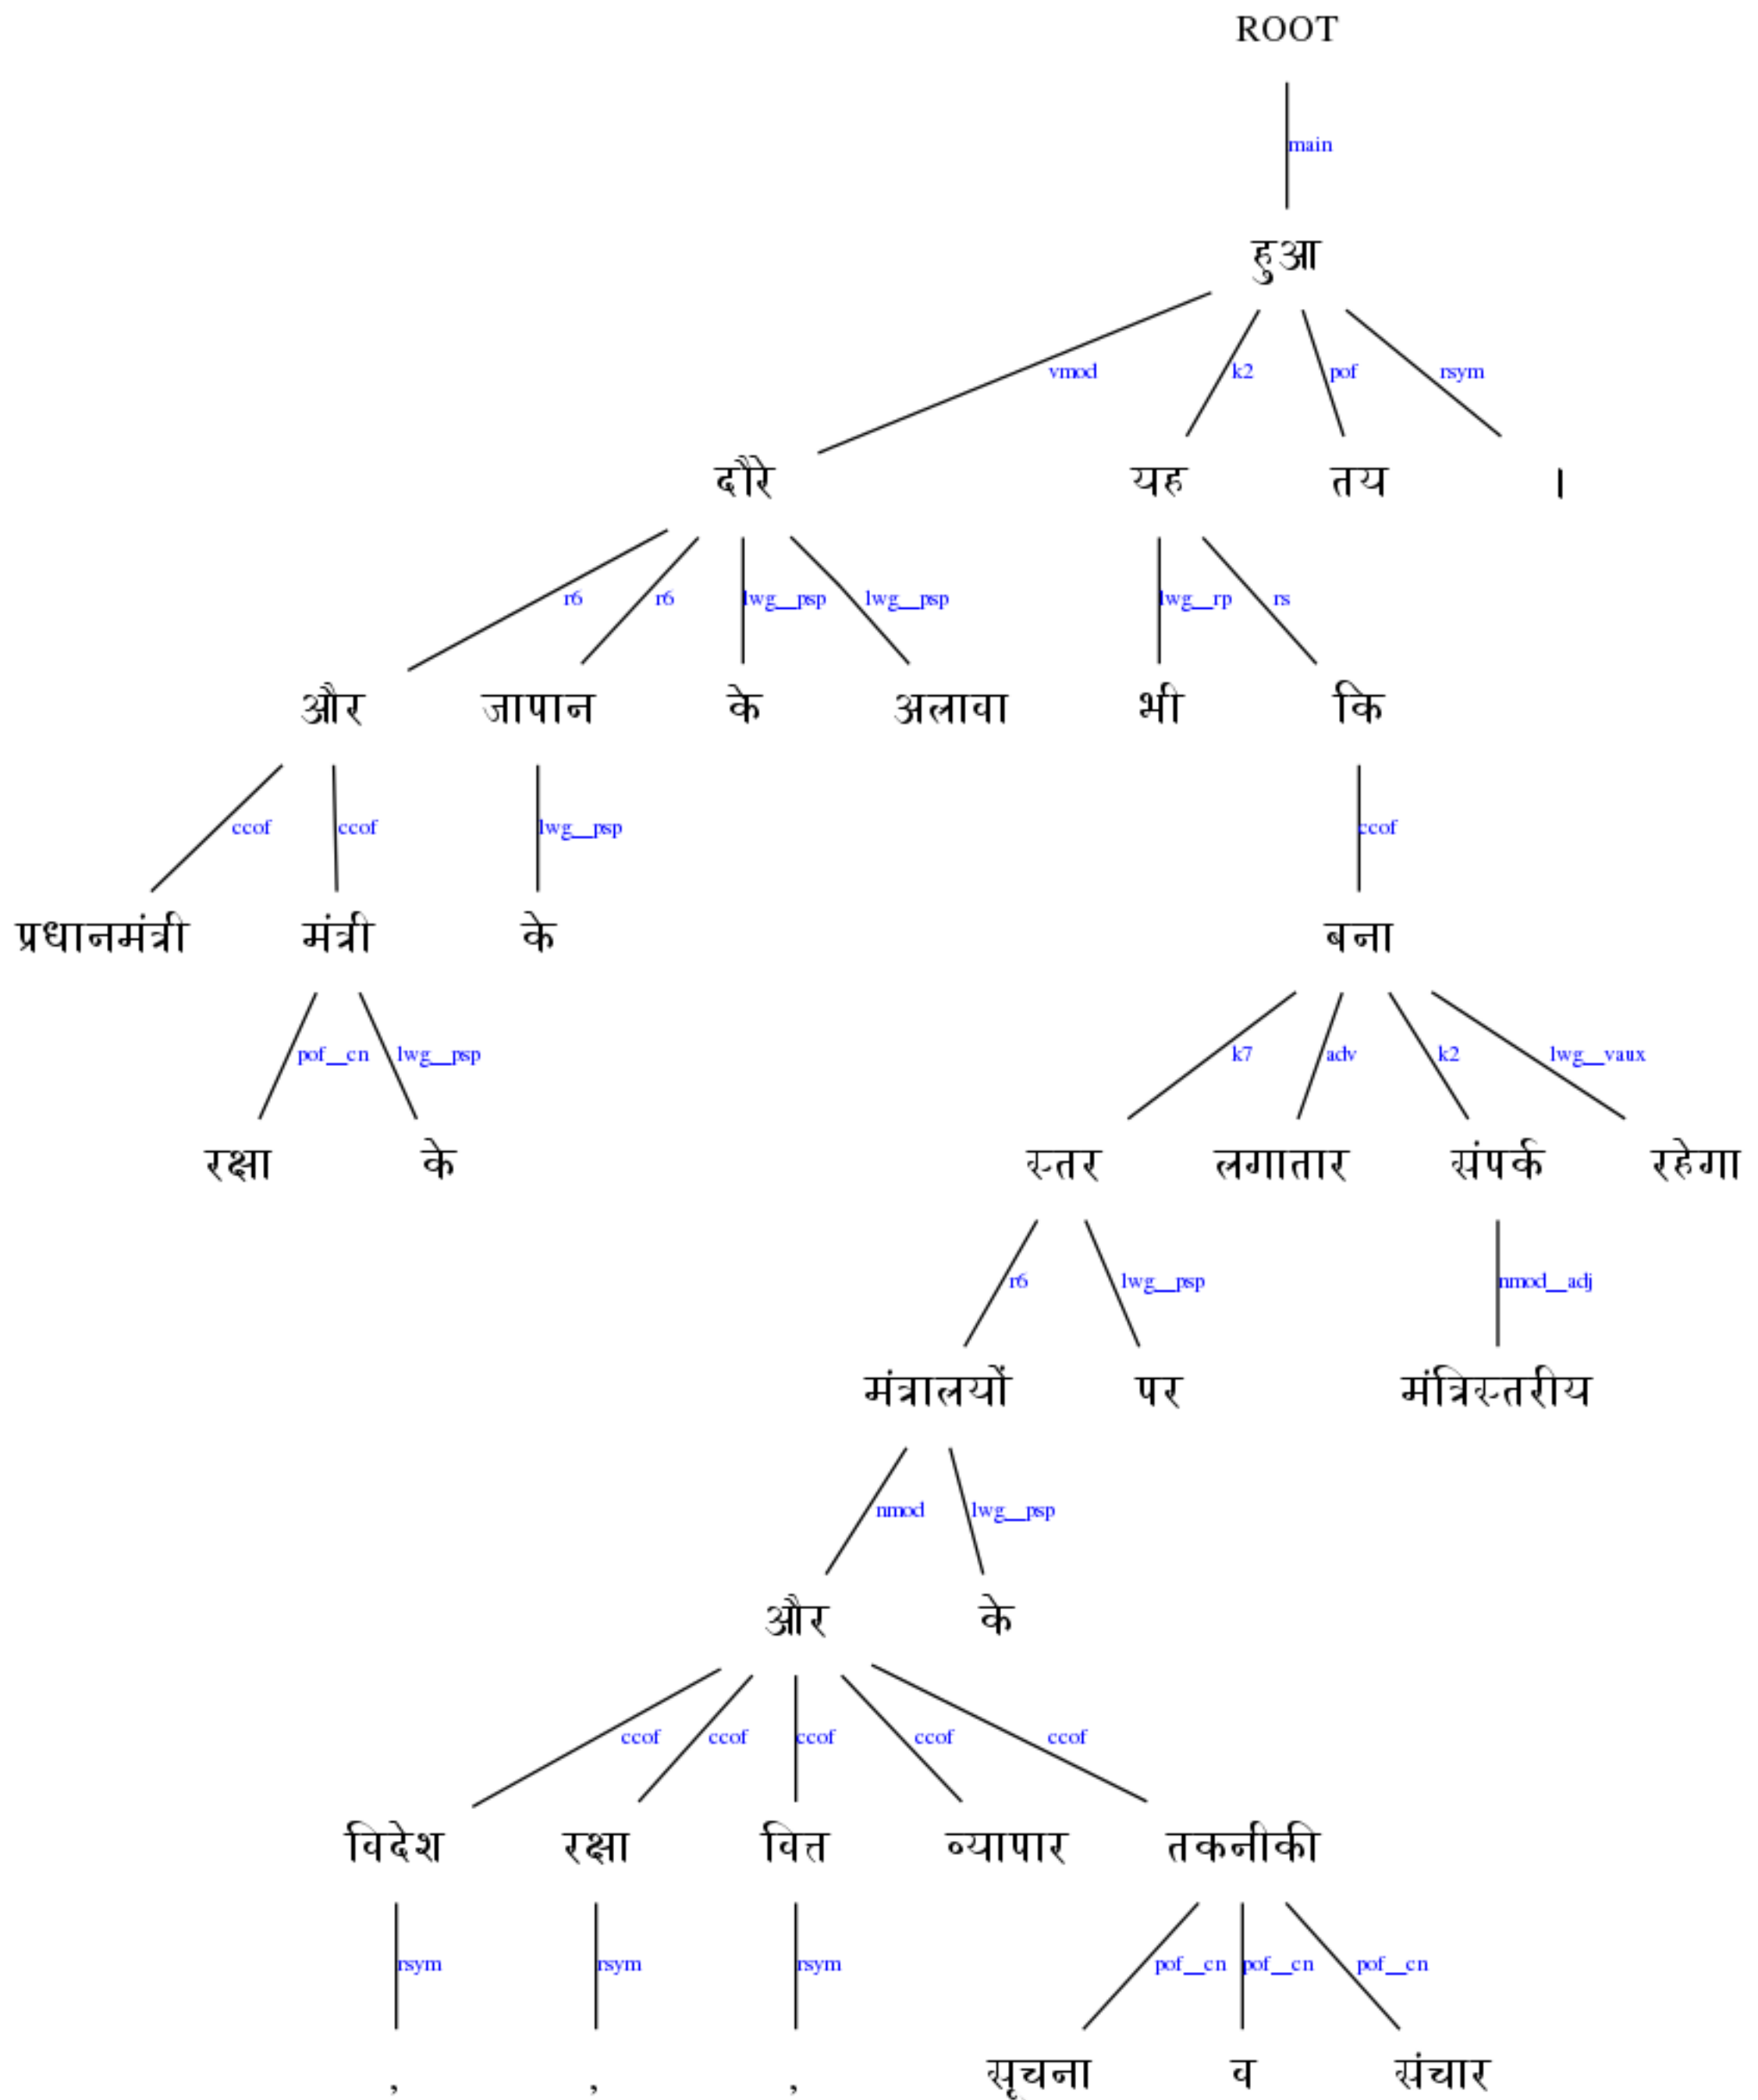 ROOT
main
हुआ
vmod k2 pof rsym
दौरे यह तय ।
r6 r6 lwg__psp lwg__psp lwg__rp rs
और जापान के अलावा भी कि
ccof ccof lwg__psp ccof
प्रधानमंत्री मंत्री के बना
pof__cn lwg__psp k7 adv k2 lwg__vaux
रक्षा के स्तर लगातार संपर्क रहेगा
r6 lwg__psp nmod__adj
मंत्रालयों पर मंत्रिस्तरीय
nmod lwg__psp
और के
ccof ccof ccof ccof ccof
विदेश रक्षा वित्त व्यापार तकनीकी
rsym rsym rsym pof__cn pof__cn pof__cn
, , , सूचना व संचार